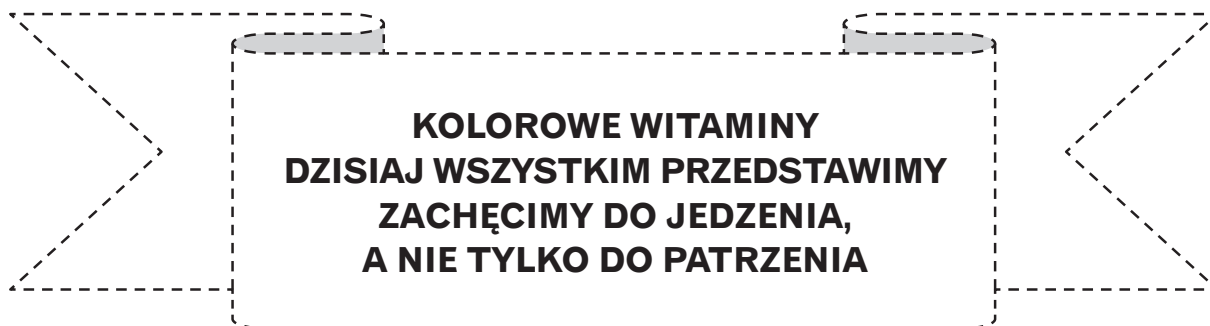 KOLOROWE WITAMINY
DZISIAJ WSZYSTKIM PRZEDSTAWIMY
ZACHĘCIMY DO JEDZENIA,
A NIE TYLKO DO PATRZENIA